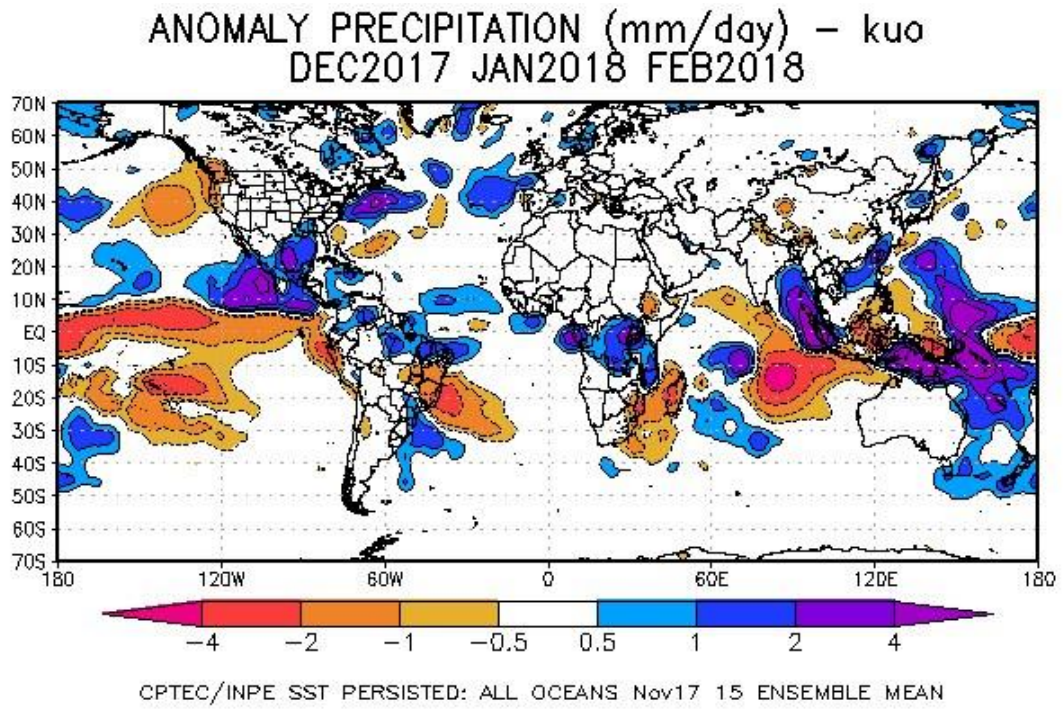 ANOMALY PRECIPITATION (mm/day) – kuo
DEC2017 JAN2018 FEB2018
70N
60N
50N
40N
30N
20N
10N
EQ
10S
20S
30S
40S
50S
60S
70S
180 120W 60W 0 60E 120E 180
−4 −2 −1 −0.5 0.5 1 2 4
CPTEC/INPE SST PERSISTED: ALL OCEANS Nov17 15 ENSEMBLE MEAN